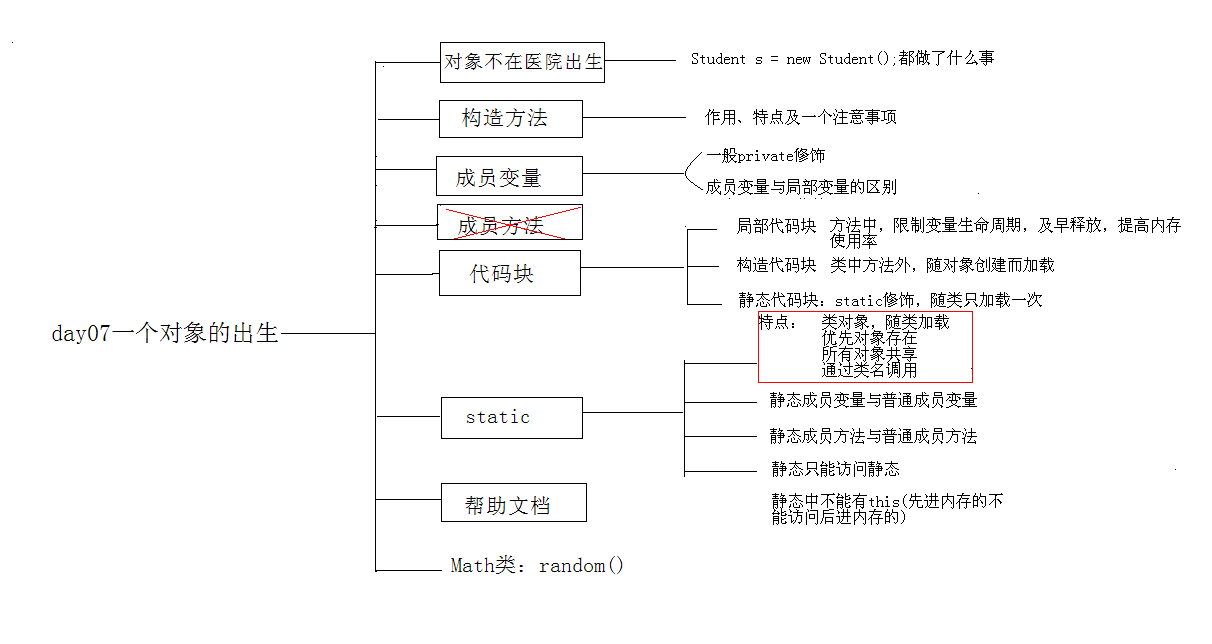 对象不在医院出生
Student s = new Student();都做了什么事
构造方法
作用、特点及一个注意事项
成员变量
一般private修饰
成员变量与局部变量的区别
成员方法
代码块
局部代码块 方法中，限制变量生命周期，及早释放，提高内存
使用率
构造代码块 类中方法外，随对象创建而加载
静态代码块：static修饰，随类只加载一次
day07一个对象的出生
static
特点： 类对象，随类加载
优先对象存在
所有对象共享
通过类名调用
静态成员变量与普通成员变量
静态成员方法与普通成员方法
静态只能访问静态
静态中不能有this(先进内存的不
能访问后进内存的)
帮助文档
Math类：random()